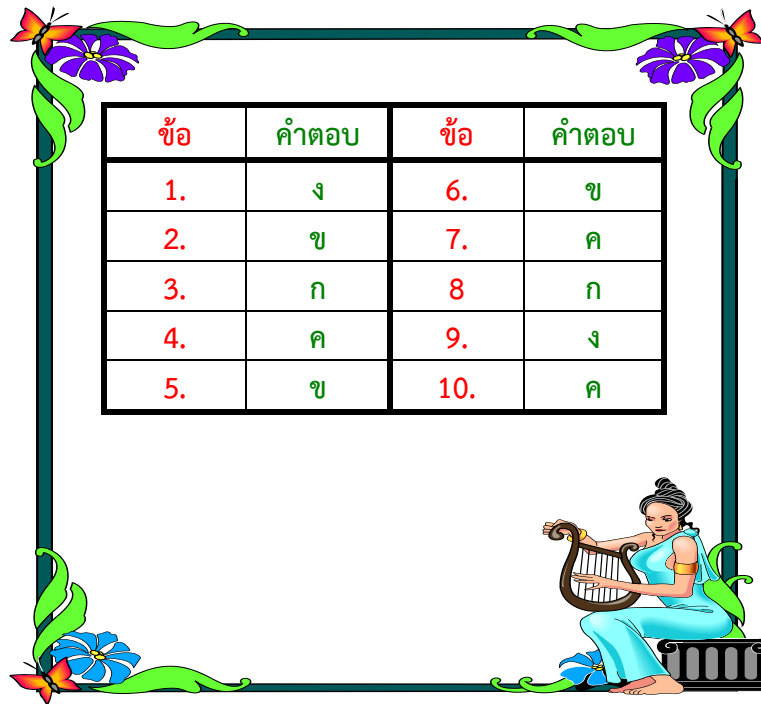 ข้อ คำตอบ ข้อ คำตอบ
1. ง 6. ข
2. ข 7. ค
3. ก 8 ก
4. ค 9. ง
5. ข 10. ค